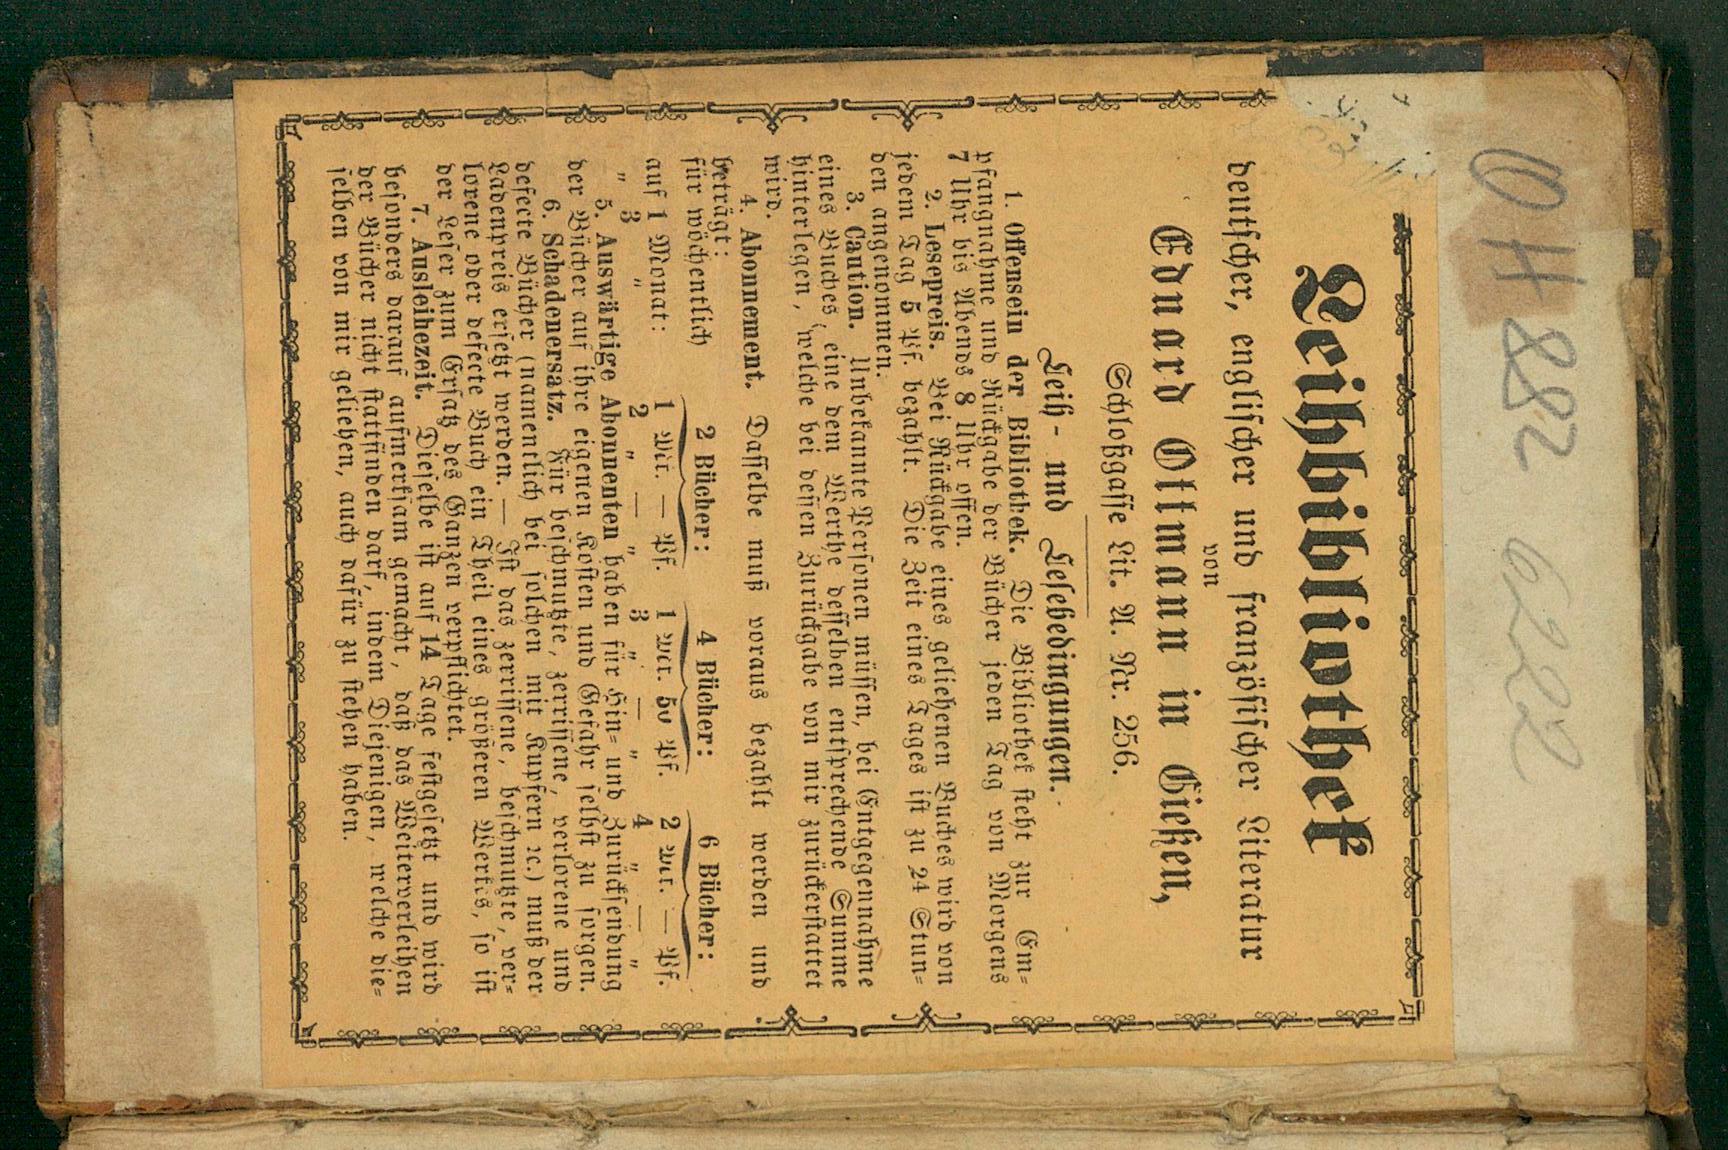 OH 882 6222
Leihbibliothek
deutscher, englischer und französischer Literatur
von
Eduard Ottmann in Gießen,
Schloßgasse Lit. A. Nr. 256.
Leih- und Lesebedingungen.
1. Offensein der Bibliothek. Die Bibliothek steht zur Em-
pfangnahme und Rückgabe der Bücher jeden Tag von Morgens
7 Uhr bis Abends 8 Uhr offen.
2. Lesepreis. Bei Rückgabe eines geliehenen Buches wird von
jedem Tag 5 Pf. bezahlt. Die Zeit eines Tages ist zu 24 Stun-
den angenommen.
3. Caution. Unbekannte Personen müssen, bei Entgegennahme
eines Buches, eine dem Werthe desselben entsprechende Summe
hinterlegen, welche bei dessen Zurückgabe von mir zurückerstattet
wird.
4. Abonnement. Dasselbe muß voraus bezahlt werden und
beträgt:
für wöchentlich 2 Bücher: 4 Bücher: 6 Bücher:
auf 1 Monat: 1 Mk. — Pf. 1 Mk. 50 Pf. 2 Mk. — Pf.
" 3 " 2 " — " 3 " — " 4 " — "
5. Auswärtige Abonnenten haben für Hin- und Zurücksendung
der Bücher auf ihre eigenen Kosten und Gefahr selbst zu sorgen.
6. Schadenersatz. Für beschmutzte, zerrissene, verlorene und
defecte Bücher (namentlich bei solchen mit Kupfern ꝛc.) muß der
Ladenpreis ersetzt werden. — Ist das zerrissene, beschmutzte, ver-
lorene oder defecte Buch ein Theil eines größeren Werkes, so ist
der Leser zum Ersatz des Ganzen verpflichtet.
7. Ausleihezeit. Dieselbe ist auf 14 Tage festgesetzt und wird
besonders darauf aufmerksam gemacht, daß das Weiterverleihen
der Bücher nicht stattfinden darf, indem Diejenigen, welche die-
selben von mir geliehen, auch dafür zu stehen haben.